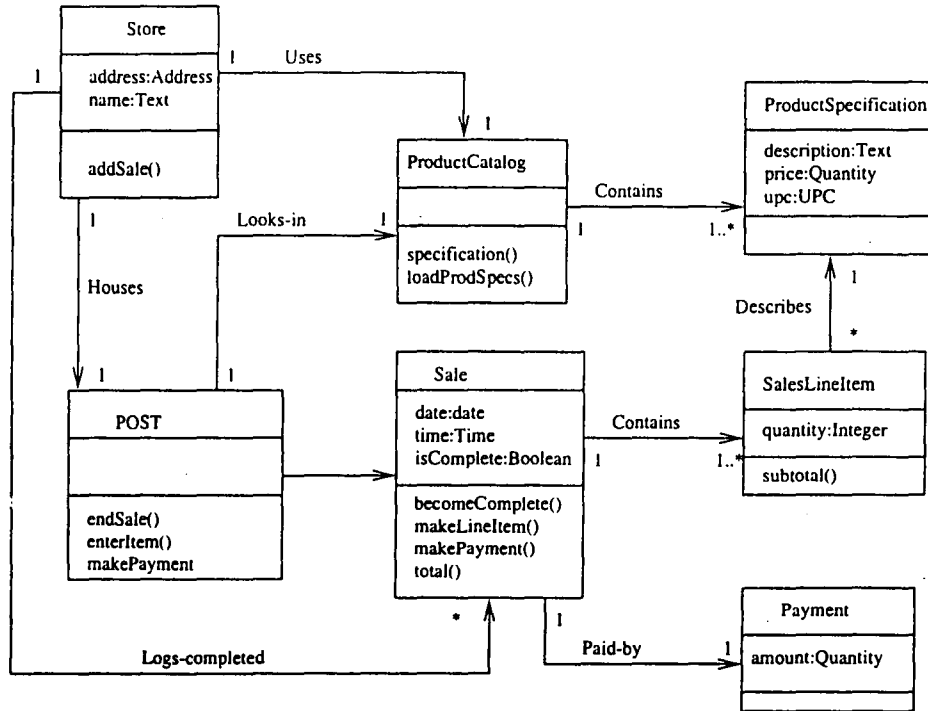 Store
address:Address
name:Text
addSale()
1
1
Uses
1
ProductCatalog
specification()
loadProdSpecs()
Contains
1
1..*
ProductSpecification
description:Text
price:Quantity
upc:UPC
1
Looks-in
1
Houses
1
1
1
Describes
*
POST
endSale()
enterItem()
makePayment
Sale
date:date
time:Time
isComplete:Boolean
becomeComplete()
makeLineItem()
makePayment()
total()
Contains
1
1..*
SalesLineItem
quantity:Integer
subtotal()
*
Logs-completed
1
Paid-by
1
Payment
amount:Quantity